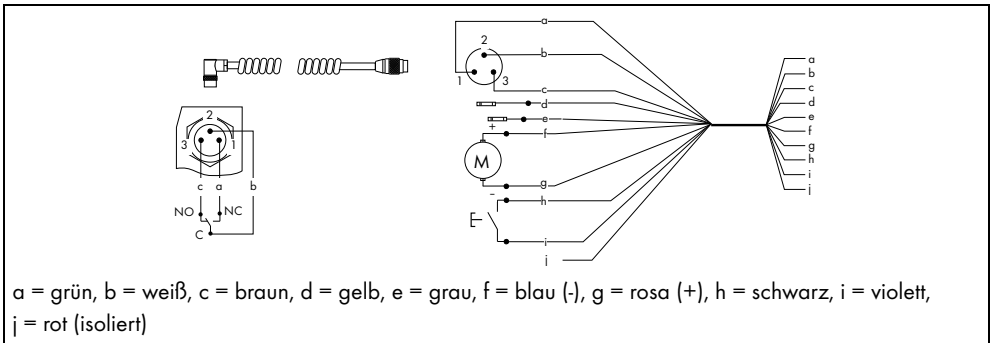 a
2
b
1
3
c
d
e
+
f
M
g
-
h
i
j
a
b
c
d
e
f
g
h
i
j
2
3
1
c
a
b
NO
NC
C
a = grün, b = weiß, c = braun, d = gelb, e = grau, f = blau (-), g = rosa (+), h = schwarz, i = violett,
j = rot (isoliert)